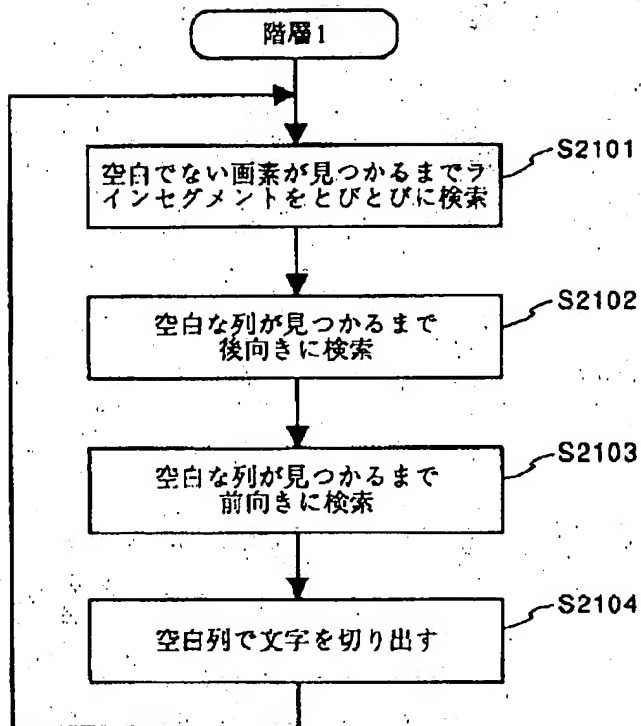 階層1
空白でない画素が見つかるまでラ
インセグメントをとびとびに検索
S2101
空白な列が見つかるまで
後向きに検索
S2102
空白な列が見つかるまで
前向きに検索
S2103
空白列で文字を切り出す
S2104